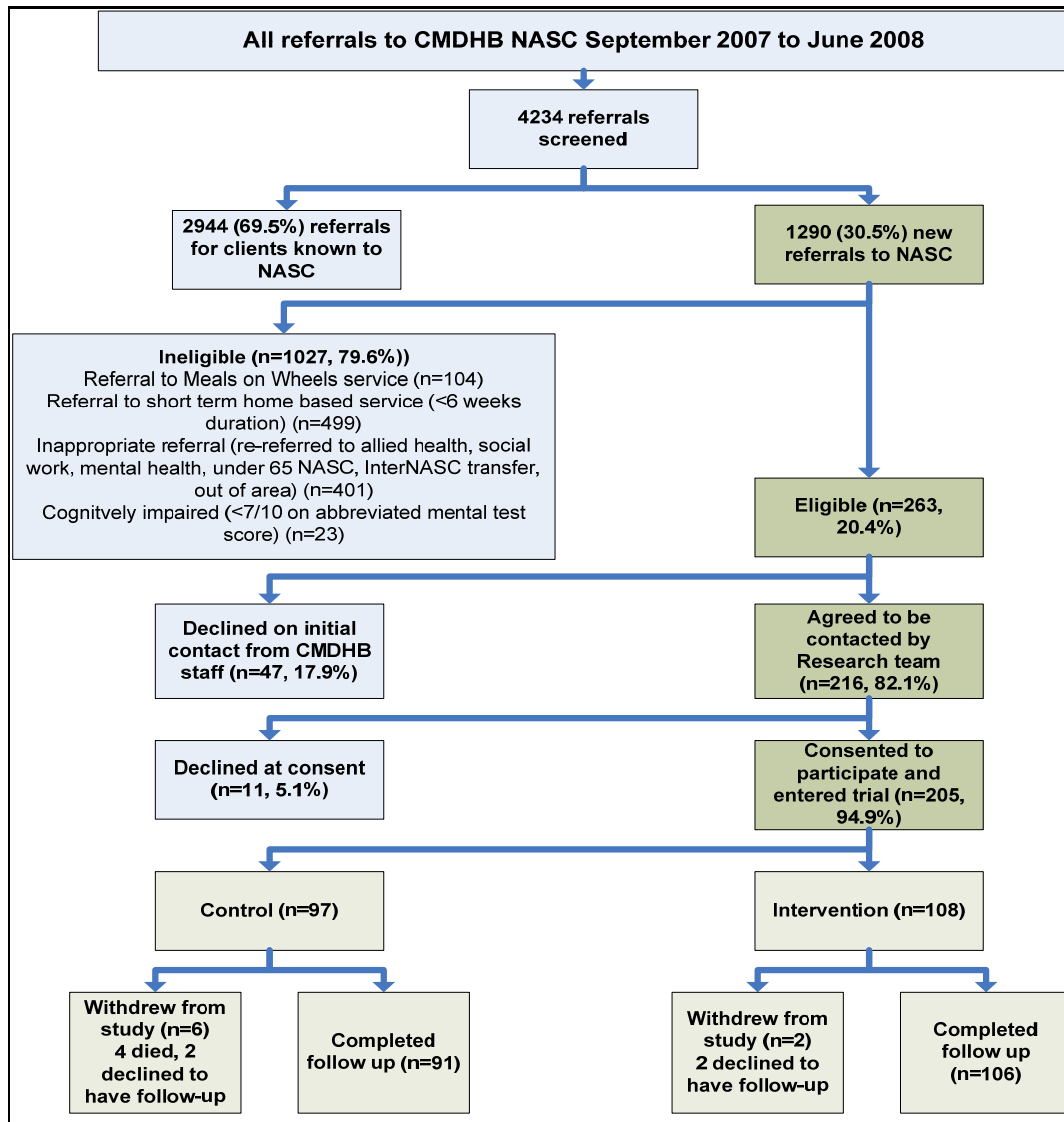 All referrals to CMDHB NASC September 2007 to June 2008
4234 referrals
screened
2944 (69.5%) referrals
for clients known to
NASC
1290 (30.5%) new
referrals to NASC
Ineligible (n=1027, 79.6%))
Referral to Meals on Wheels service (n=104)
Referral to short term home based service (<6 weeks
duration) (n=499)
Inappropriate referral (re-referred to allied health, social
work, mental health, under 65 NASC, InterNASC transfer,
out of area) (n=401)
Cognitvely impaired (<7/10 on abbreviated mental test
score) (n=23)
Eligible (n=263,
20.4%)
Declined on initial
contact from CMDHB
staff (n=47, 17.9%)
Agreed to be
contacted by
Research team
(n=216, 82.1%)
Declined at consent
(n=11, 5.1%)
Consented to
participate and
entered trial (n=205,
94.9%)
Control (n=97)
Intervention (n=108)
Withdrew from
study (n=6)
4 died, 2
declined to
have follow-up
Completed
follow up
(n=91)
Withdrew from
study (n=2)
2 declined to
have follow-up
Completed
follow up
(n=106)